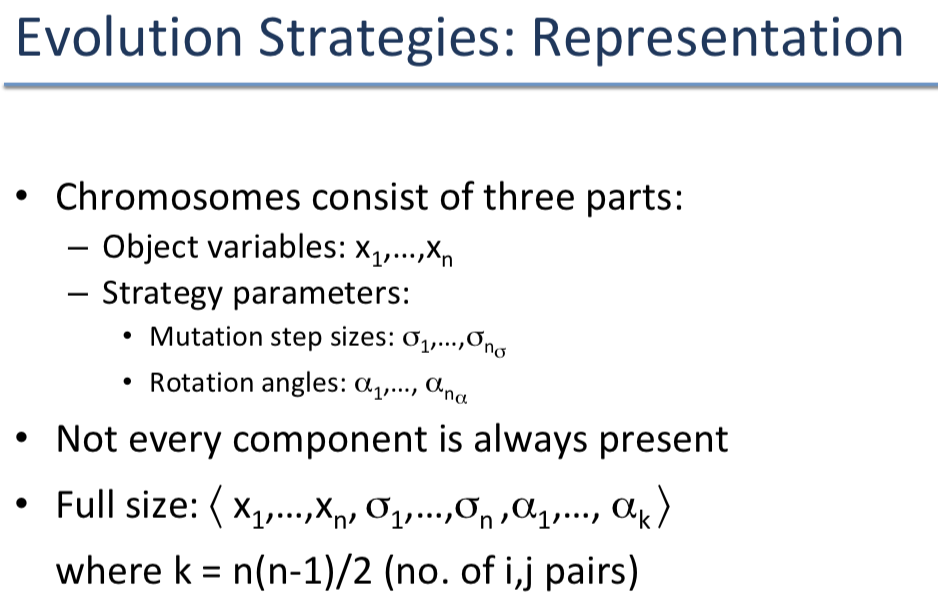 Evolution Strategies: Representation
• Chromosomes consist of three parts:
– Object variables: x₁,...,xₙ
– Strategy parameters:
• Mutation step sizes: σ₁,...,σ_nσ
• Rotation angles: α₁,..., α_nα
• Not every component is always present
• Full size: ⟨ x₁,...,xₙ, σ₁,...,σₙ ,α₁,..., αₖ ⟩
where k = n(n-1)/2 (no. of i,j pairs)